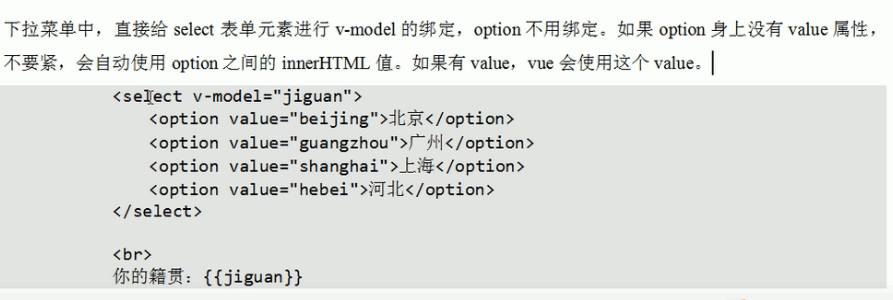 下拉菜单中，直接给 select 表单元素进行 v-model 的绑定，option 不用绑定。如果 option 身上没有 value 属性，
不要紧，会自动使用 option 之间的 innerHTML 值。如果有 value，vue 会使用这个 value。
<select v-model="jiguan">
    <option value="beijing">北京</option>
    <option value="guangzhou">广州</option>
    <option value="shanghai">上海</option>
    <option value="hebei">河北</option>
</select>
<br>
你的籍贯：{{jiguan}}